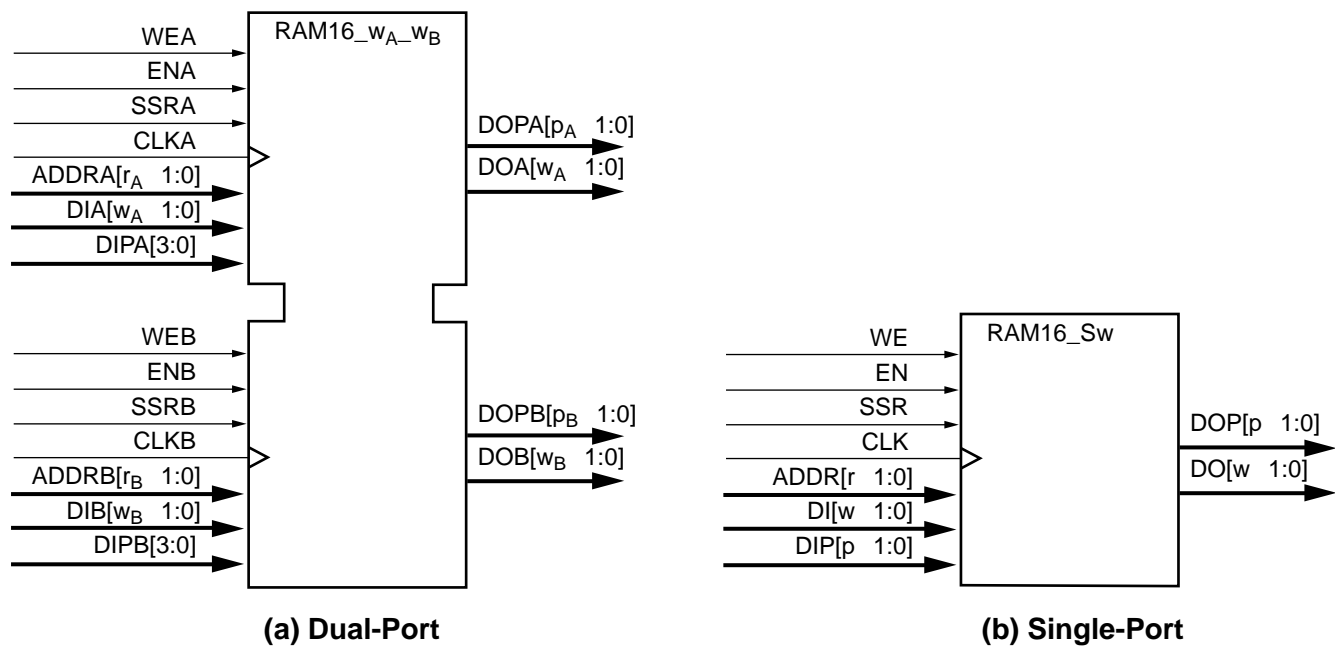 RAM16_wA_wB
WEA
ENA
SSRA
CLKA
ADDRA[rA 1:0]
DIA[wA 1:0]
DIPA[3:0]
DOPA[pA 1:0]
DOA[wA 1:0]
WEB
ENB
SSRB
CLKB
ADDRB[rB 1:0]
DIB[wB 1:0]
DIPB[3:0]
DOPB[pB 1:0]
DOB[wB 1:0]
(a) Dual-Port
RAM16_Sw
WE
EN
SSR
CLK
ADDR[r 1:0]
DI[w 1:0]
DIP[p 1:0]
DOP[p 1:0]
DO[w 1:0]
(b) Single-Port